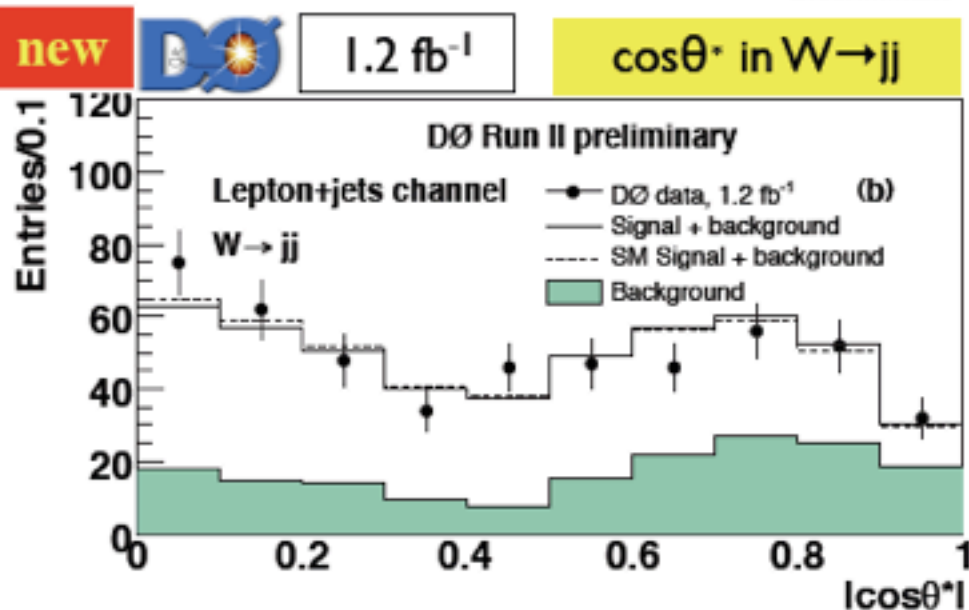 new DØ 1.2 fb⁻¹ cosθ* in W→jj
DØ Run II preliminary
Lepton+jets channel
W→jj
DØ data, 1.2 fb⁻¹ (b)
Signal + background
SM Signal + background
Background
Entries/0.1
120
100
80
60
40
20
0
0 0.2 0.4 0.6 0.8 1
|cosθ*|